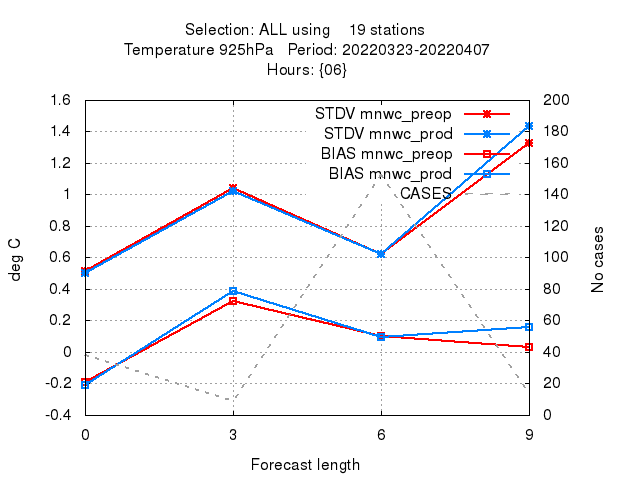 Selection: ALL using 19 stations
Temperature 925hPa Period: 20220323-20220407
Hours: {06}
1.6
1.4
1.2
1
0.8
0.6
0.4
0.2
0
-0.2
-0.4
deg C
STDV mnwc_preop
STDV mnwc_prod
BIAS mnwc_preop
BIAS mnwc_prod
CASES
200
180
160
140
120
100
80
60
40
20
0
No cases
0 3 6 9
Forecast length